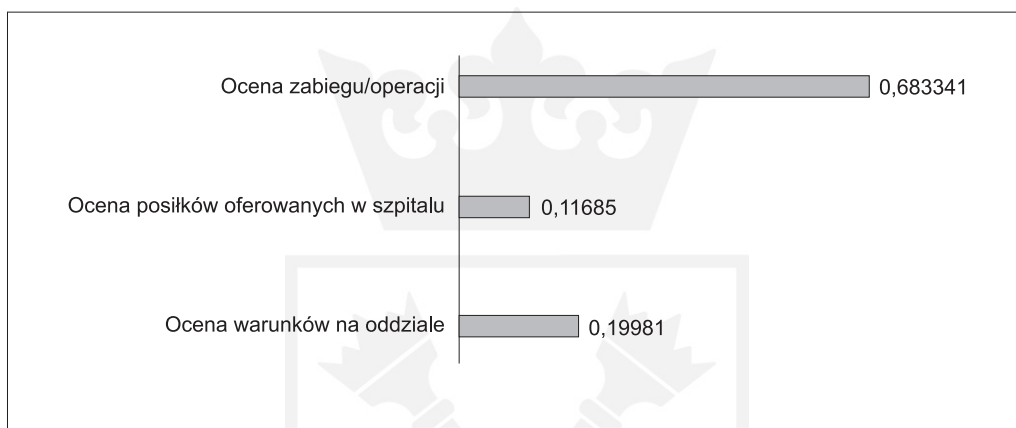 Ocena zabiegu/operacji
0,683341
Ocena posiłków oferowanych w szpitalu
0,11685
Ocena warunków na oddziale
0,19981